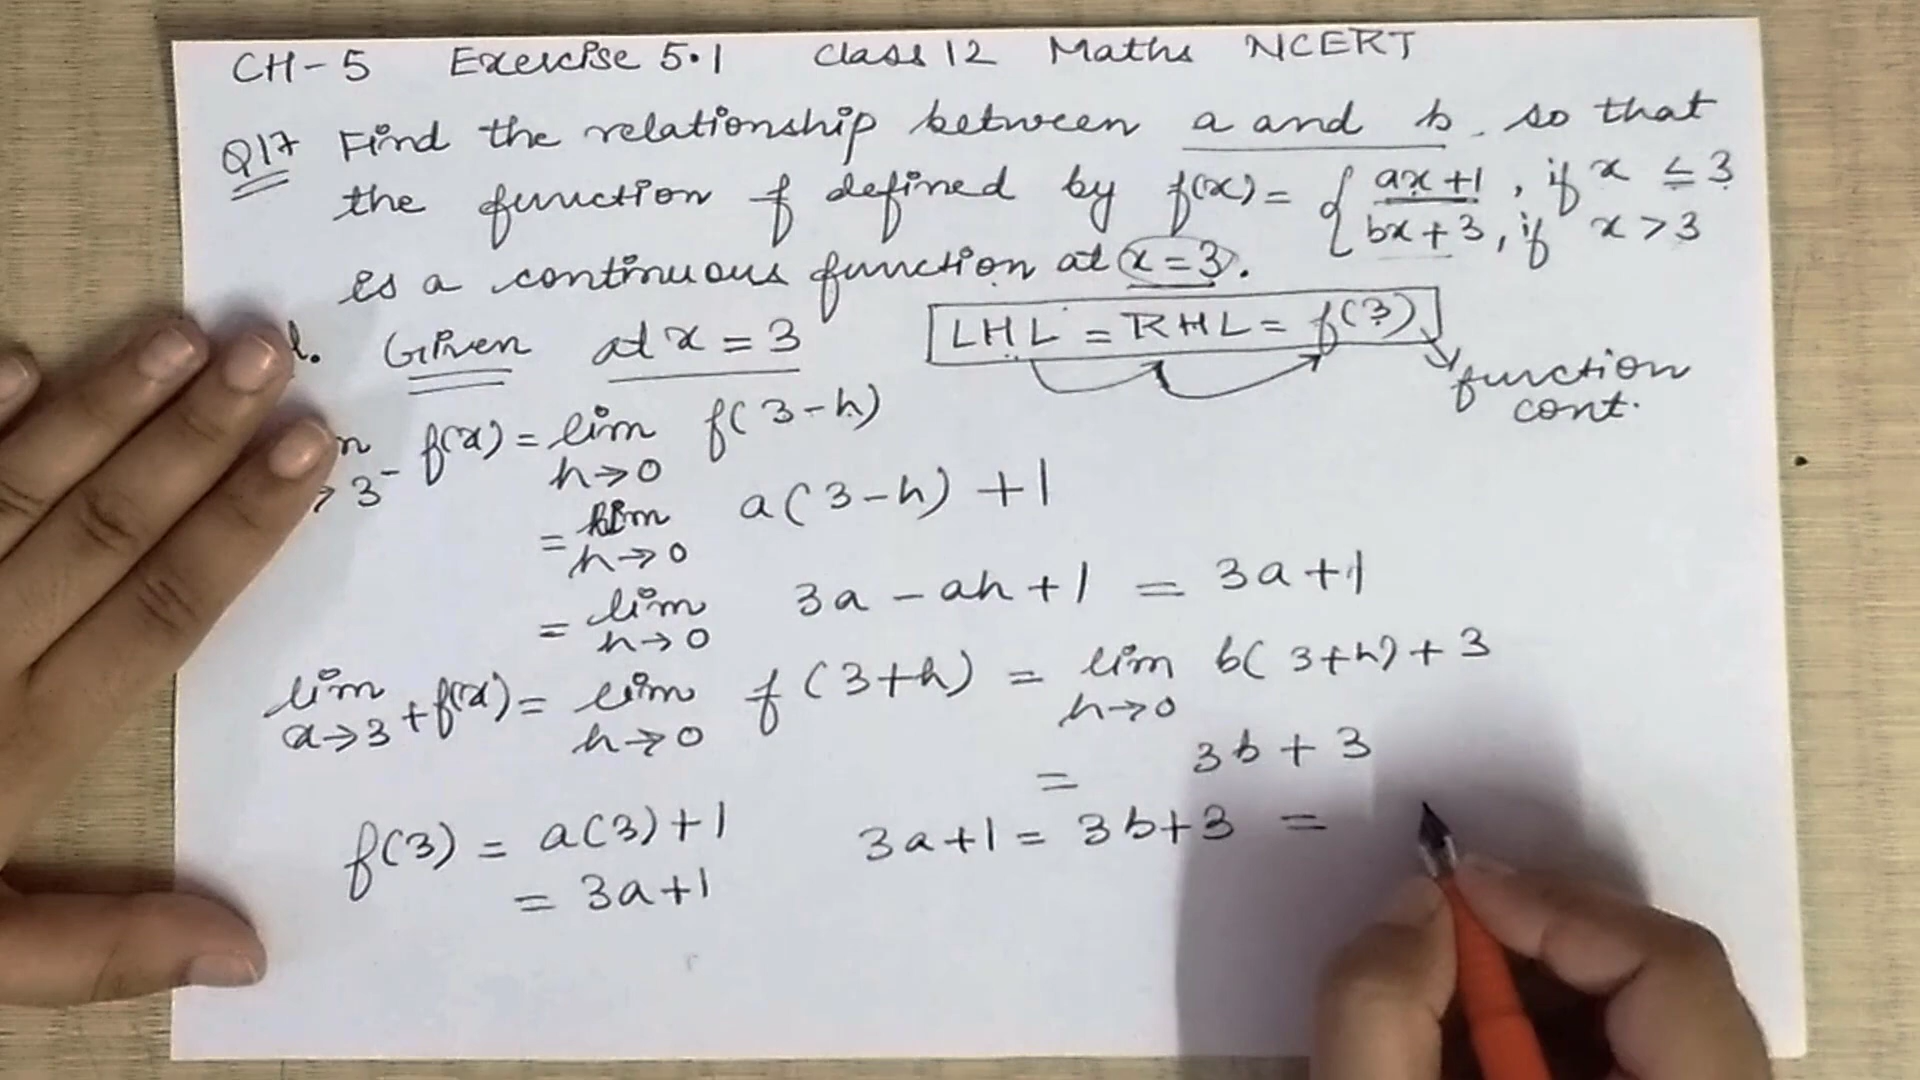 CH-5 Exercise 5.1 Class 12 Maths NCERT
Q17 Find the relationship between a and b so that
the function f defined by f(x) = { ax+1, if x ≤ 3
bx+3, if x > 3
is a continuous function at x=3.
Given at x = 3
LHL = RHL = f(3)
function
cont.
→3⁻ f(x) = lim h→0 f(3-h)
= lim h→0 a(3-h) +1
= lim h→0 3a - ah + 1 = 3a+1
lim x→3+ f(x) = lim h→0 f(3+h) = lim h→0 b(3+h) + 3
= 3b + 3
f(3) = a(3)+1
= 3a+1
3a+1 = 3b+3 =